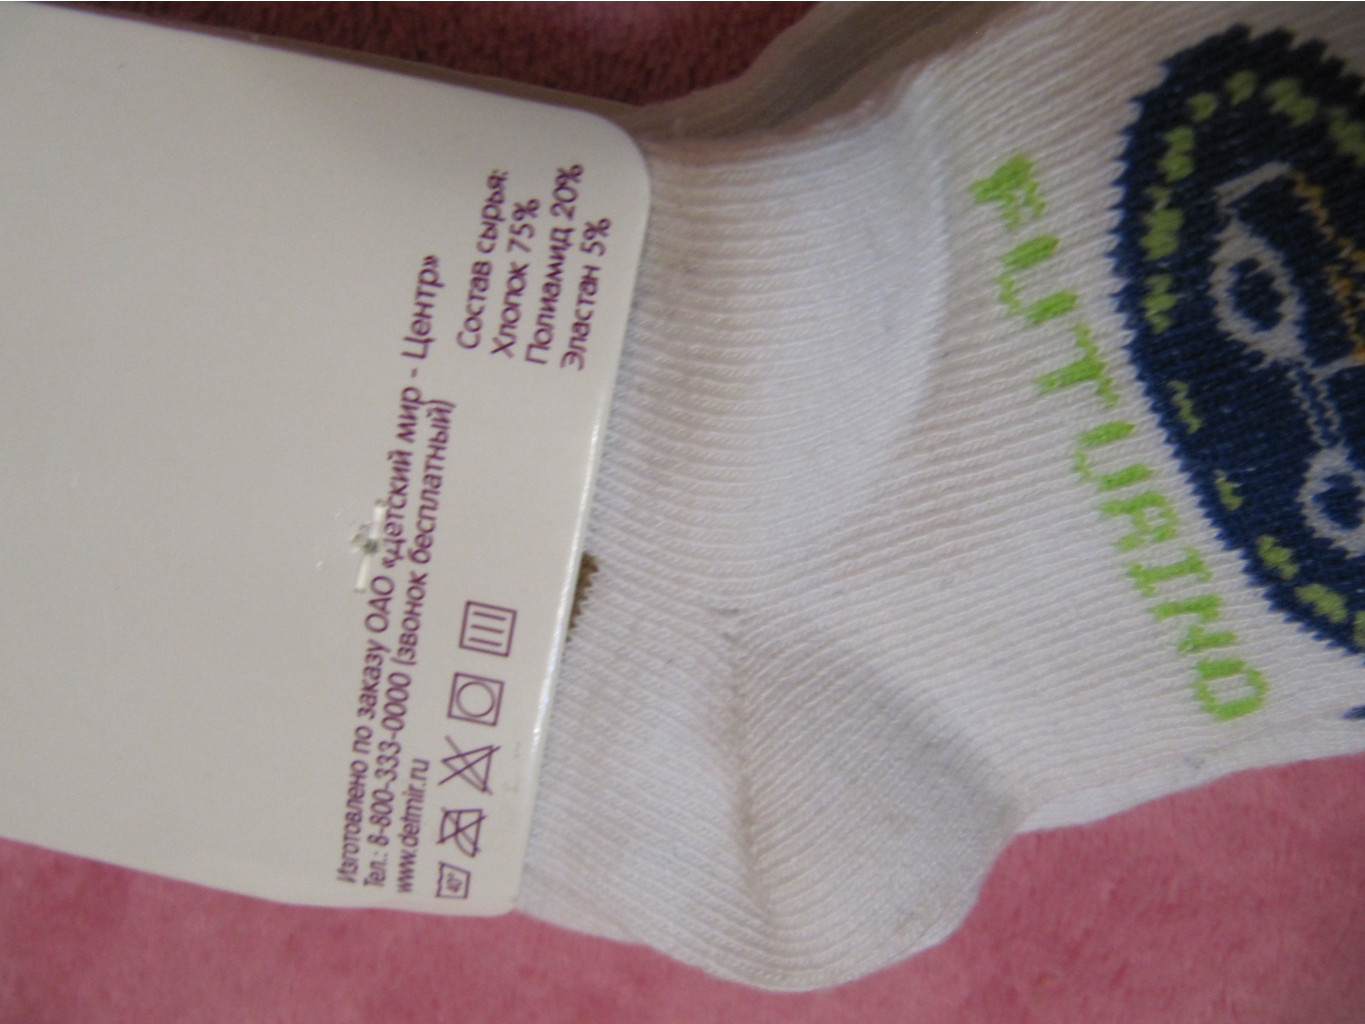 Изготовлено по заказу ОАО «Детский мир - Центр»
Тел.: 8-800-333-0000 (звонок бесплатный)
www.detmir.ru
40°
Состав сырья:
Хлопок 75%
Полиамид 20%
Эластан 5%
FUTURINO